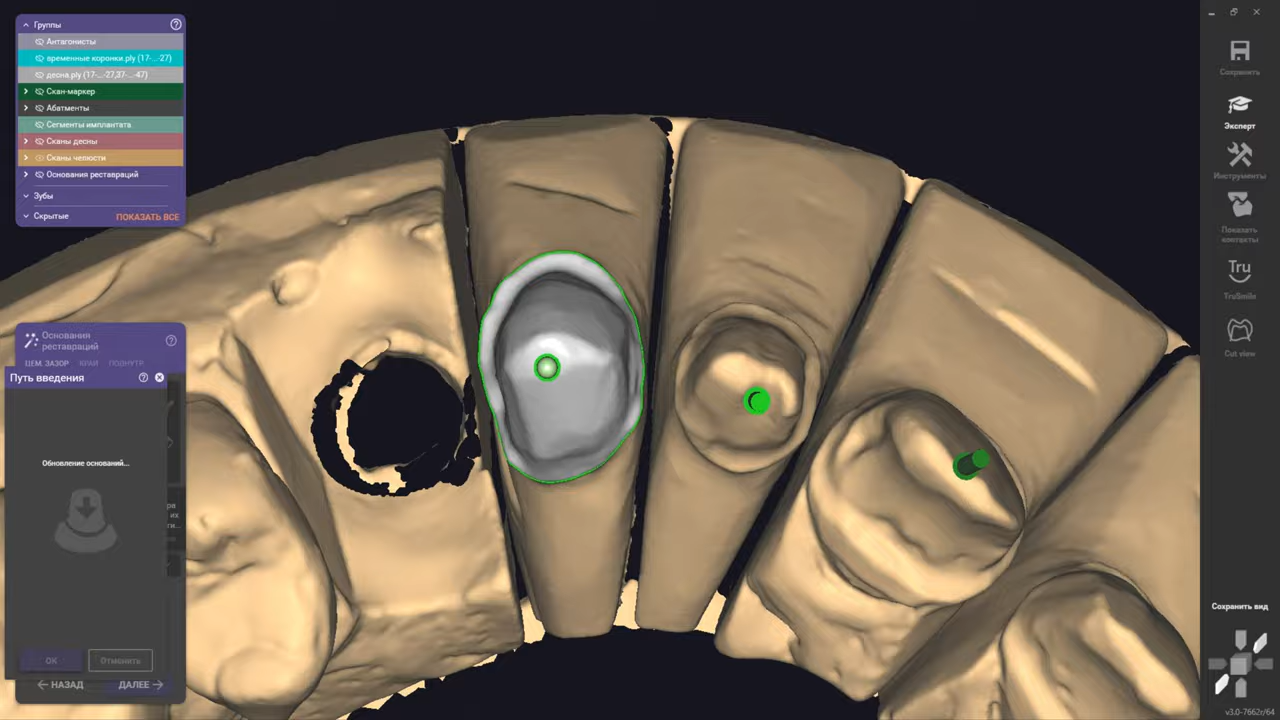 Группы
Антагонисты
временные коронки.ply (17-...-27)
десна.ply (17-...-27,37-...-47)
Скан-маркер
Абатменты
Сегменты имплантата
Сканы десны
Сканы челюсти
Основания реставраций
Зубы
Скрытые ПОКАЗАТЬ ВСЕ
Основания
реставраций
ЦЕМ. ЗАЗОР КРАЙ ПОДНУТР
Путь введения
Обновление оснований...
OK Отменить
НАЗАД ДАЛЕЕ
Сохранить
Эксперт
Инструменты
Показать
контакты
Tru
TruSmile
Cut view
Сохранить вид
v3.0-7662r/64